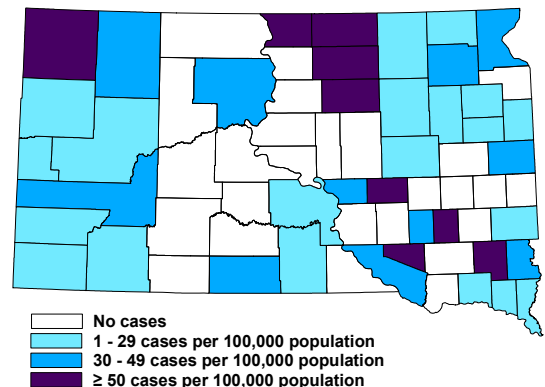 No cases
1 - 29 cases per 100,000 population
30 - 49 cases per 100,000 population
≥ 50 cases per 100,000 population